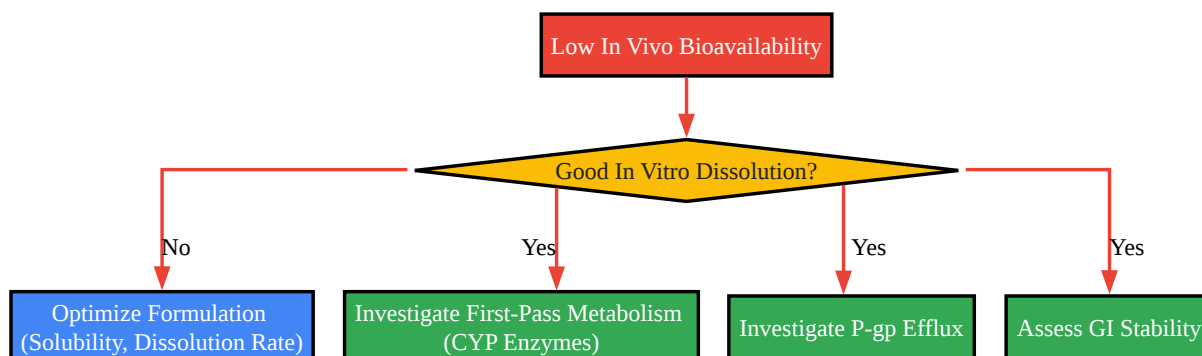 Low In Vivo Bioavailability
Good In Vitro Dissolution?
No
Yes
Yes
Yes
Optimize Formulation
(Solubility, Dissolution Rate)
Investigate First-Pass Metabolism
(CYP Enzymes)
Investigate P-gp Efflux
Assess GI Stability